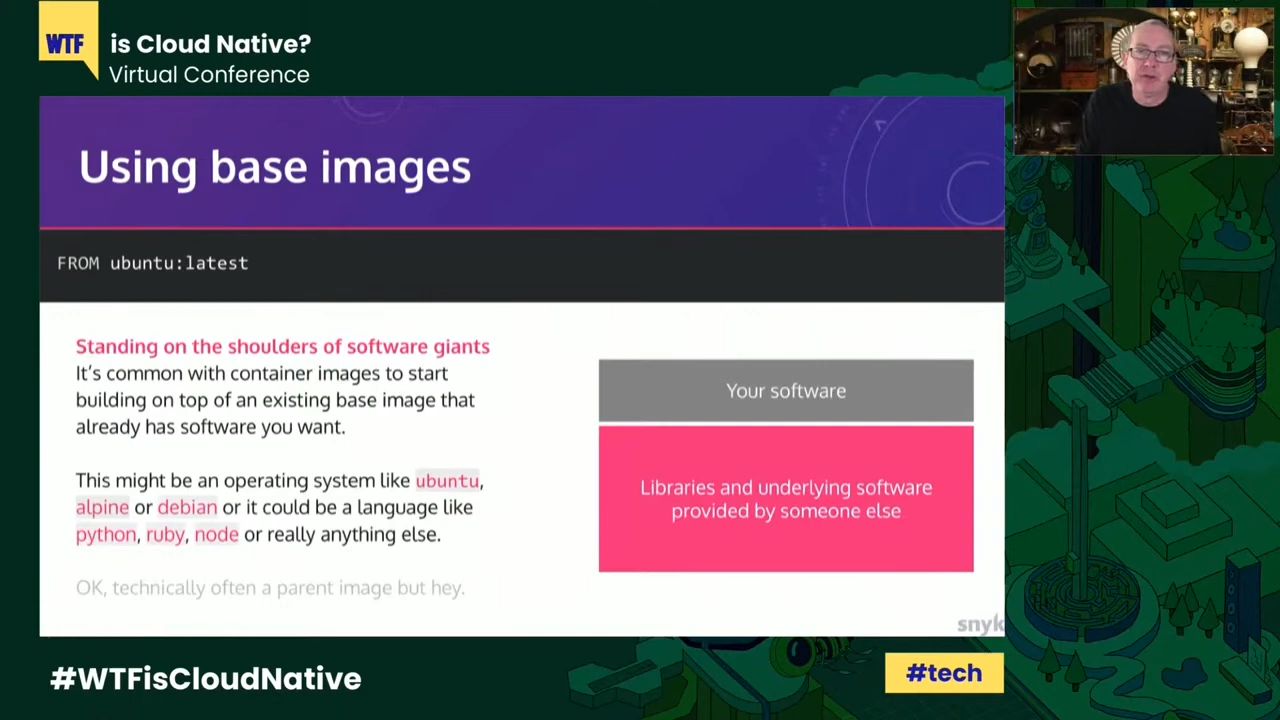 WTF is Cloud Native?
Virtual Conference
Using base images
FROM ubuntu:latest
Standing on the shoulders of software giants
It's common with container images to start
building on top of an existing base image that
already has software you want.
This might be an operating system like ubuntu,
alpine or debian or it could be a language like
python, ruby, node or really anything else.
OK, technically often a parent image but hey.
Your software
Libraries and underlying software
provided by someone else
snyk
#WTFisCloudNative
#tech